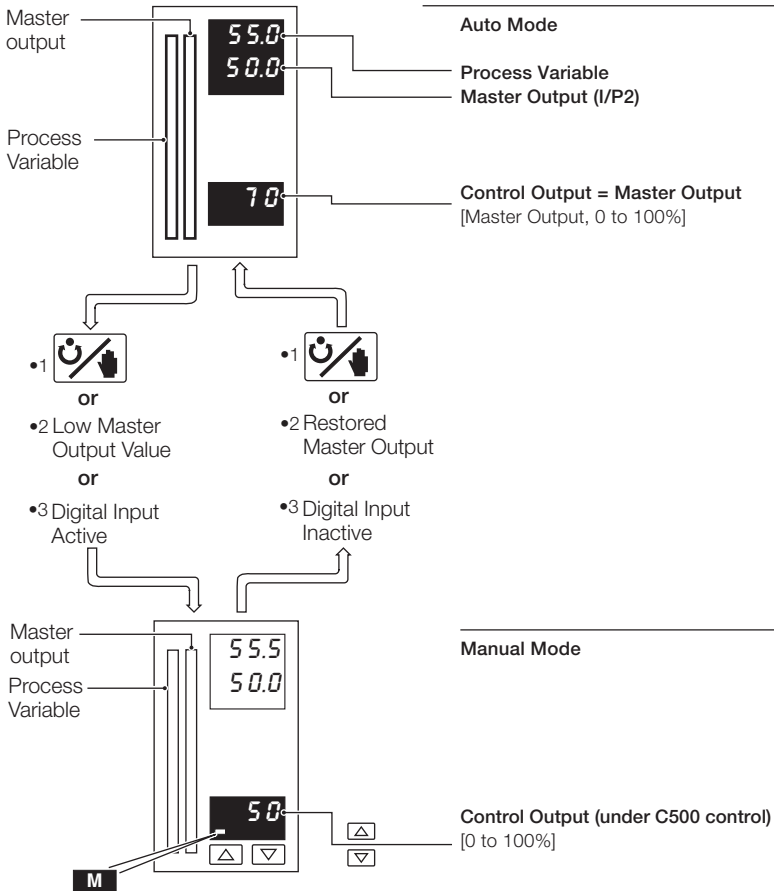 Master
output
Process
Variable
55.0
50.0
70
Auto Mode
Process Variable
Master Output (I/P2)
Control Output = Master Output
[Master Output, 0 to 100%]
•1
or
•2 Low Master
Output Value
or
•3 Digital Input
Active
•1
or
•2 Restored
Master Output
or
•3 Digital Input
Inactive
Master
output
Process
Variable
55.5
50.0
50
M
Manual Mode
Control Output (under C500 control)
[0 to 100%]